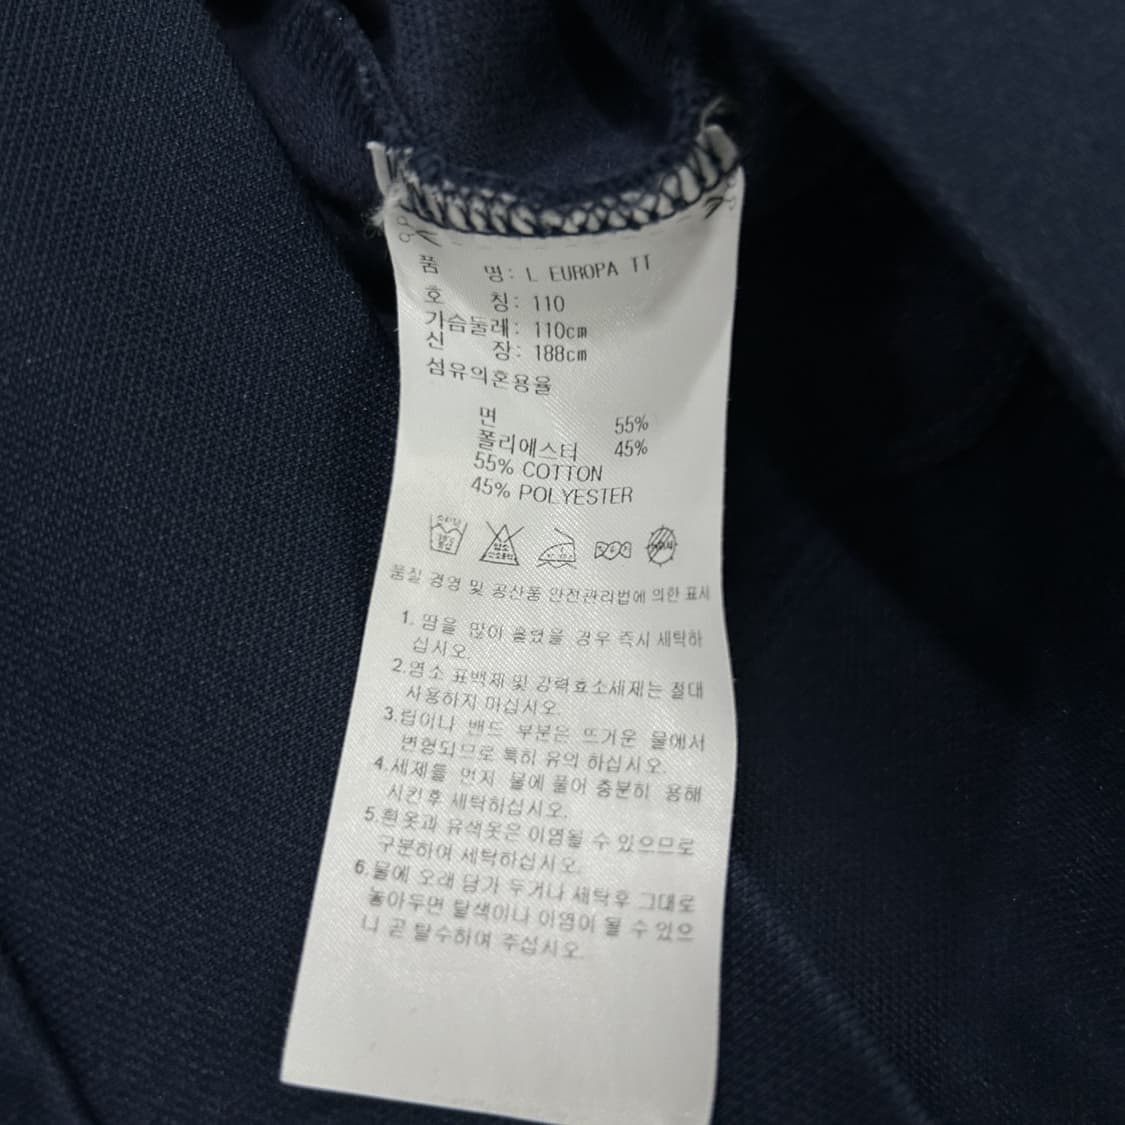 품 명: L EUROPA TT
호 칭: 110
가슴둘레: 110cm
신 장: 188cm
섬유의혼용율
면 55%
폴리에스터 45%
55% COTTON
45% POLYESTER
품질 경영 및 공산품 안전관리법에 의한 표시
1. 땀을 많이 흘렸을 경우 즉시 세탁하
십시오.
2.염소 표백제 및 강력효소세제는 절대
사용하지 마십시오.
3.립이나 밴드 부분은 뜨거운 물에서
변형되므로 특히 유의 하십시오.
4.세제를 먼저 물에 풀어 충분히 용해
시킨후 세탁하십시오.
5.흰옷과 유색옷은 이염될 수 있으므로
구분하여 세탁하십시오.
6.물에 오래 담가 두거나 세탁후 그대로
놓아두면 탈색이나 이염이 될 수 있으
니 곧 탈수하여 주십시오.